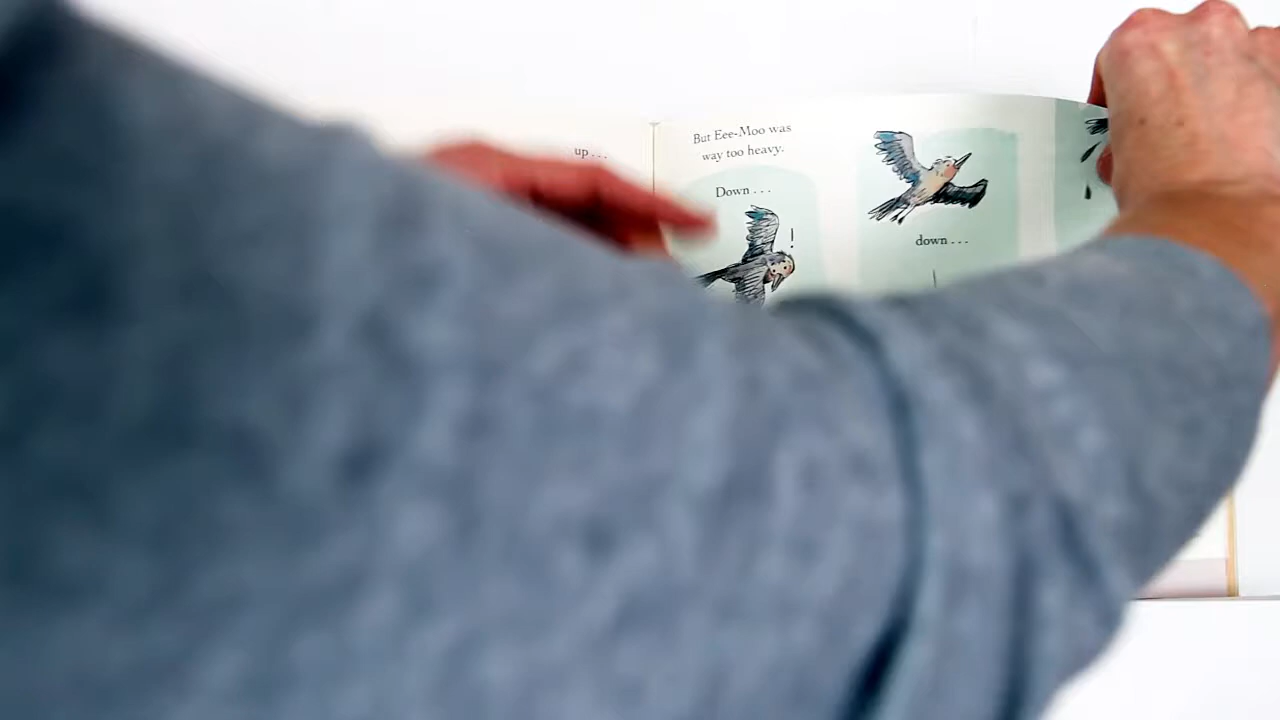 up . . .
But Eee-Moo was
way too heavy.
Down . . .
down . . .